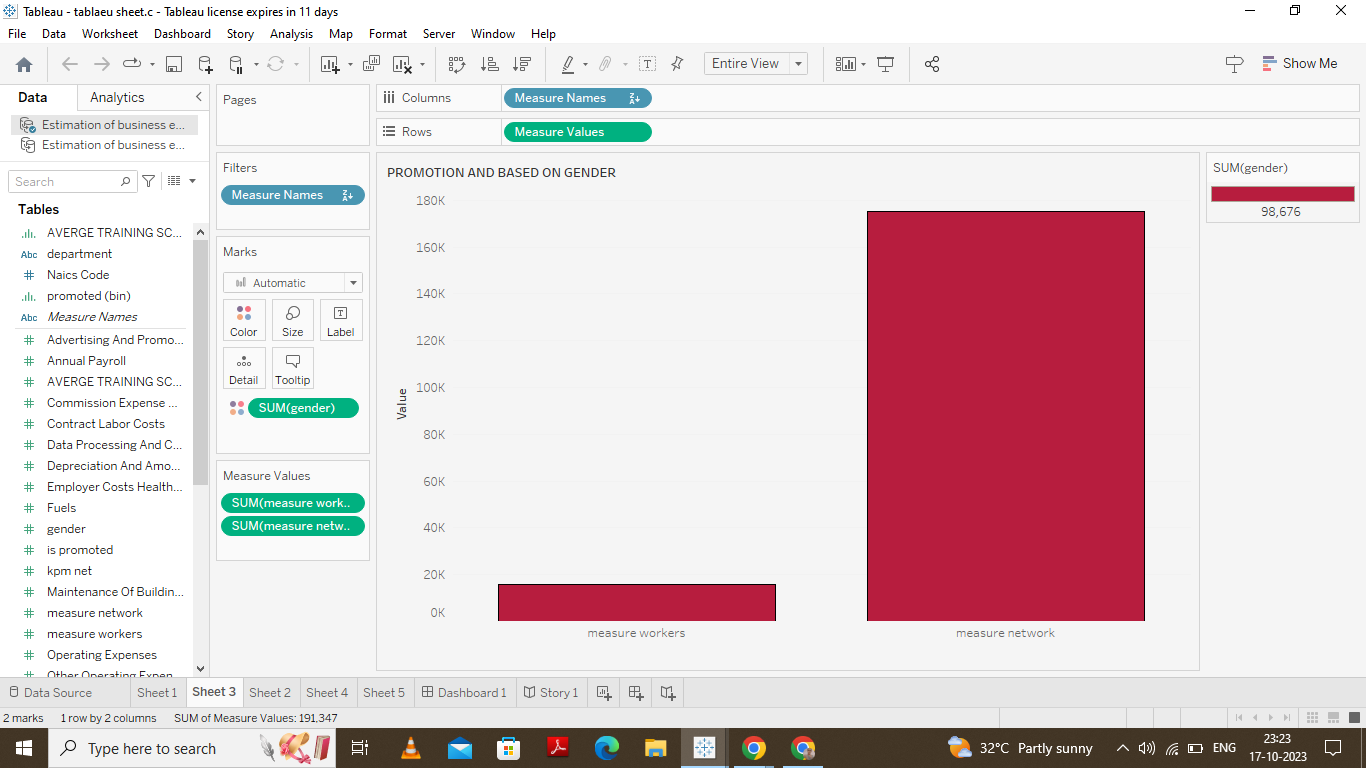 Tableau - tablaeu sheet.c - Tableau license expires in 11 days
File Data Worksheet Dashboard Story Analysis Map Format Server Window Help
Entire View
Show Me
Data Analytics
Estimation of business e...
Estimation of business e...
Search
Tables
AVERGE TRAINING SC...
Abc department
# Naics Code
promoted (bin)
Abc Measure Names
# Advertising And Promo...
# Annual Payroll
# AVERGE TRAINING SC...
# Commission Expense ...
# Contract Labor Costs
# Data Processing And C...
# Depreciation And Amo...
# Employer Costs Health...
# Fuels
# gender
# is promoted
# kpm net
# Maintenance Of Buildin...
# measure network
# measure workers
# Operating Expenses
# Other Operating Expen
Pages
Filters
Measure Names
Marks
Automatic
Color Size Label
Detail Tooltip
SUM(gender)
Measure Values
SUM(measure work..
SUM(measure netw..
Columns Measure Names
Rows Measure Values
PROMOTION AND BASED ON GENDER
180K
160K
140K
120K
100K
80K
60K
40K
20K
0K
Value
measure workers measure network
SUM(gender)
98,676
Data Source Sheet 1 Sheet 3 Sheet 2 Sheet 4 Sheet 5 Dashboard 1 Story 1
2 marks 1 row by 2 columns SUM of Measure Values: 191,347
Type here to search
32°C Partly sunny
ENG
23:23
17-10-2023